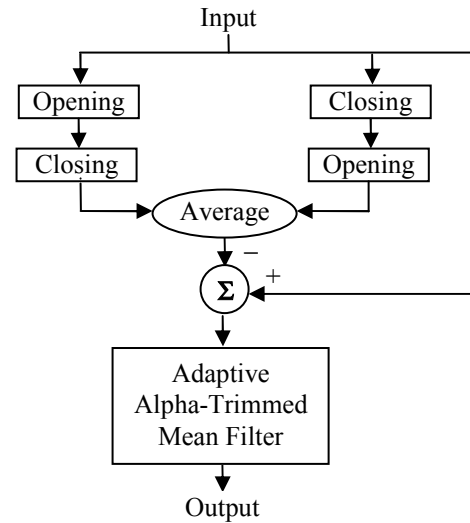 Input
Opening
Closing
Closing
Opening
Average
−
+
Σ
Adaptive
Alpha-Trimmed
Mean Filter
Output